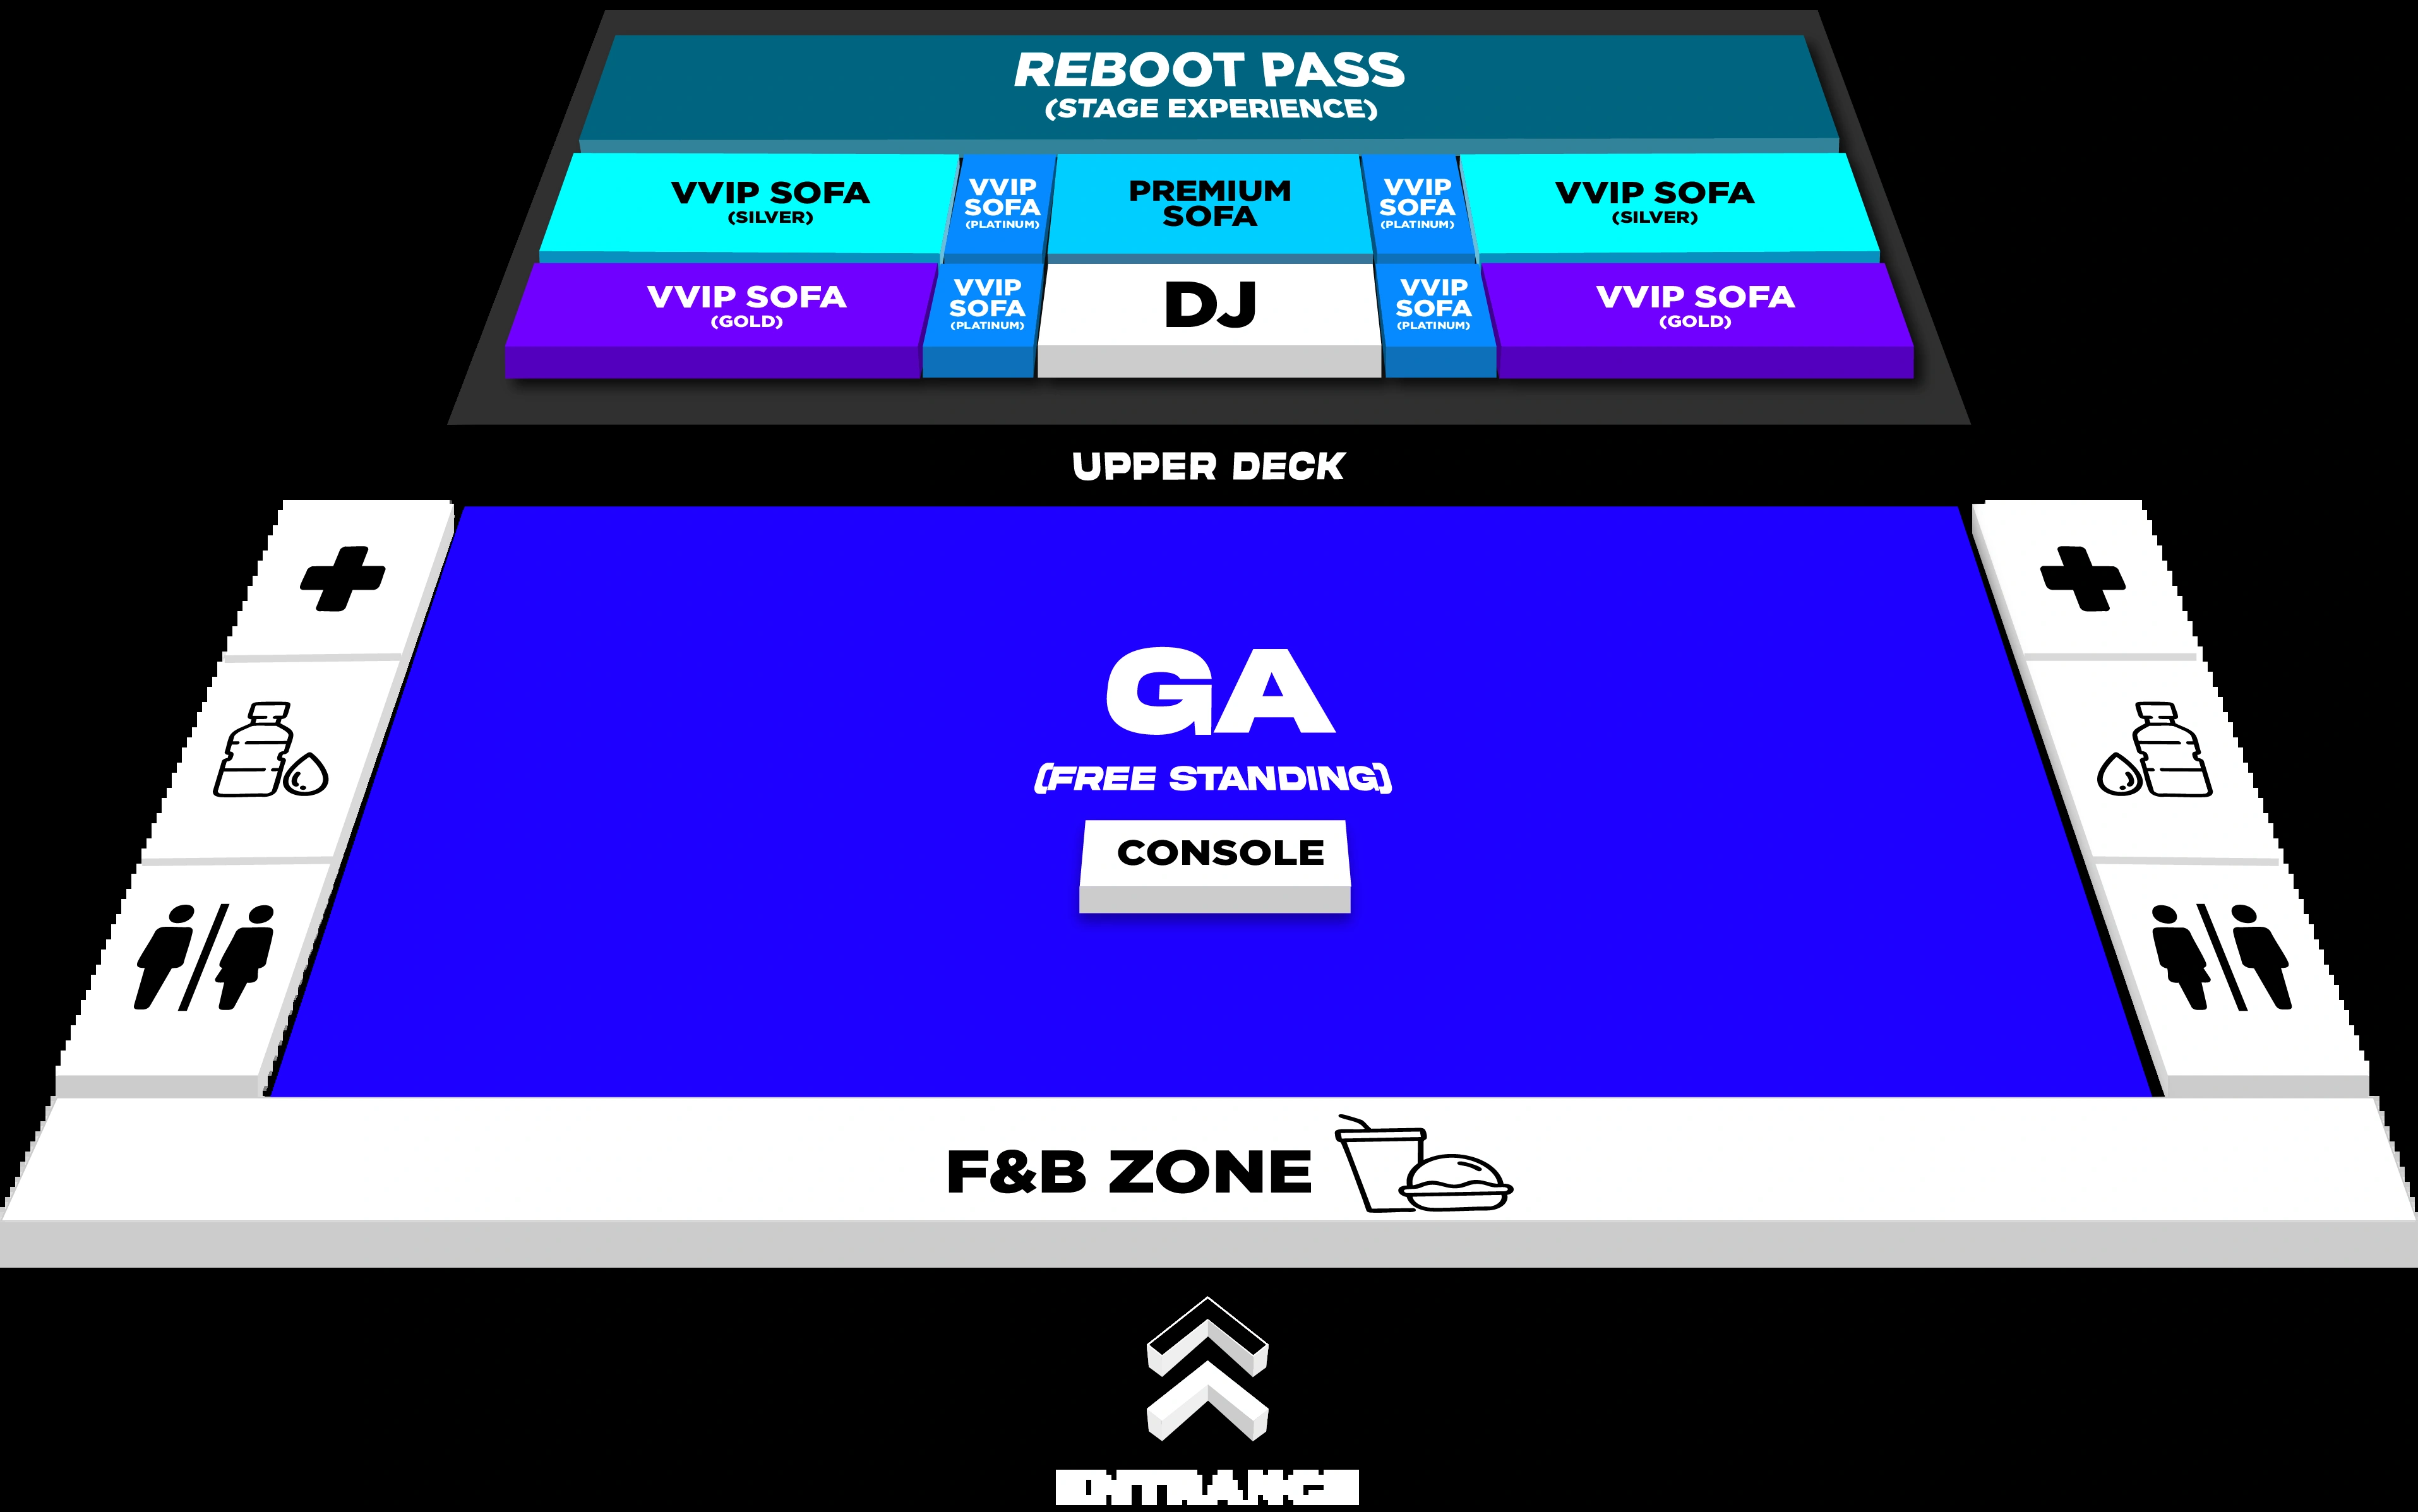 REBOOT PASS
(STAGE EXPERIENCE)
VVIP SOFA
(SILVER)
VVIP
SOFA
(PLATINUM)
PREMIUM
SOFA
VVIP
SOFA
(PLATINUM)
VVIP SOFA
(SILVER)
VVIP SOFA
(GOLD)
VVIP
SOFA
(PLATINUM)
DJ
VVIP
SOFA
(PLATINUM)
VVIP SOFA
(GOLD)
UPPER DECK
GA
(FREE STANDING)
CONSOLE
F&B ZONE